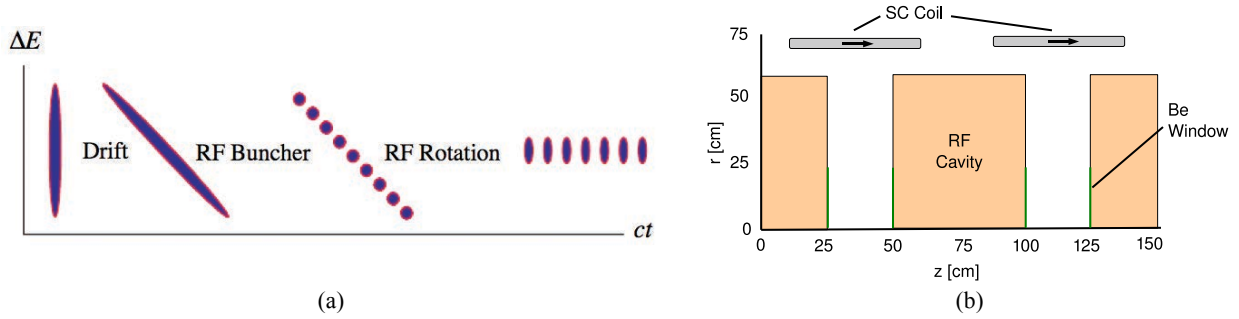 ΔE
Drift
RF Buncher
RF Rotation
ct
(a)
SC Coil
75
50
25
0
r [cm]
RF
Cavity
Be
Window
0
25
50
75
100
125
150
z [cm]
(b)